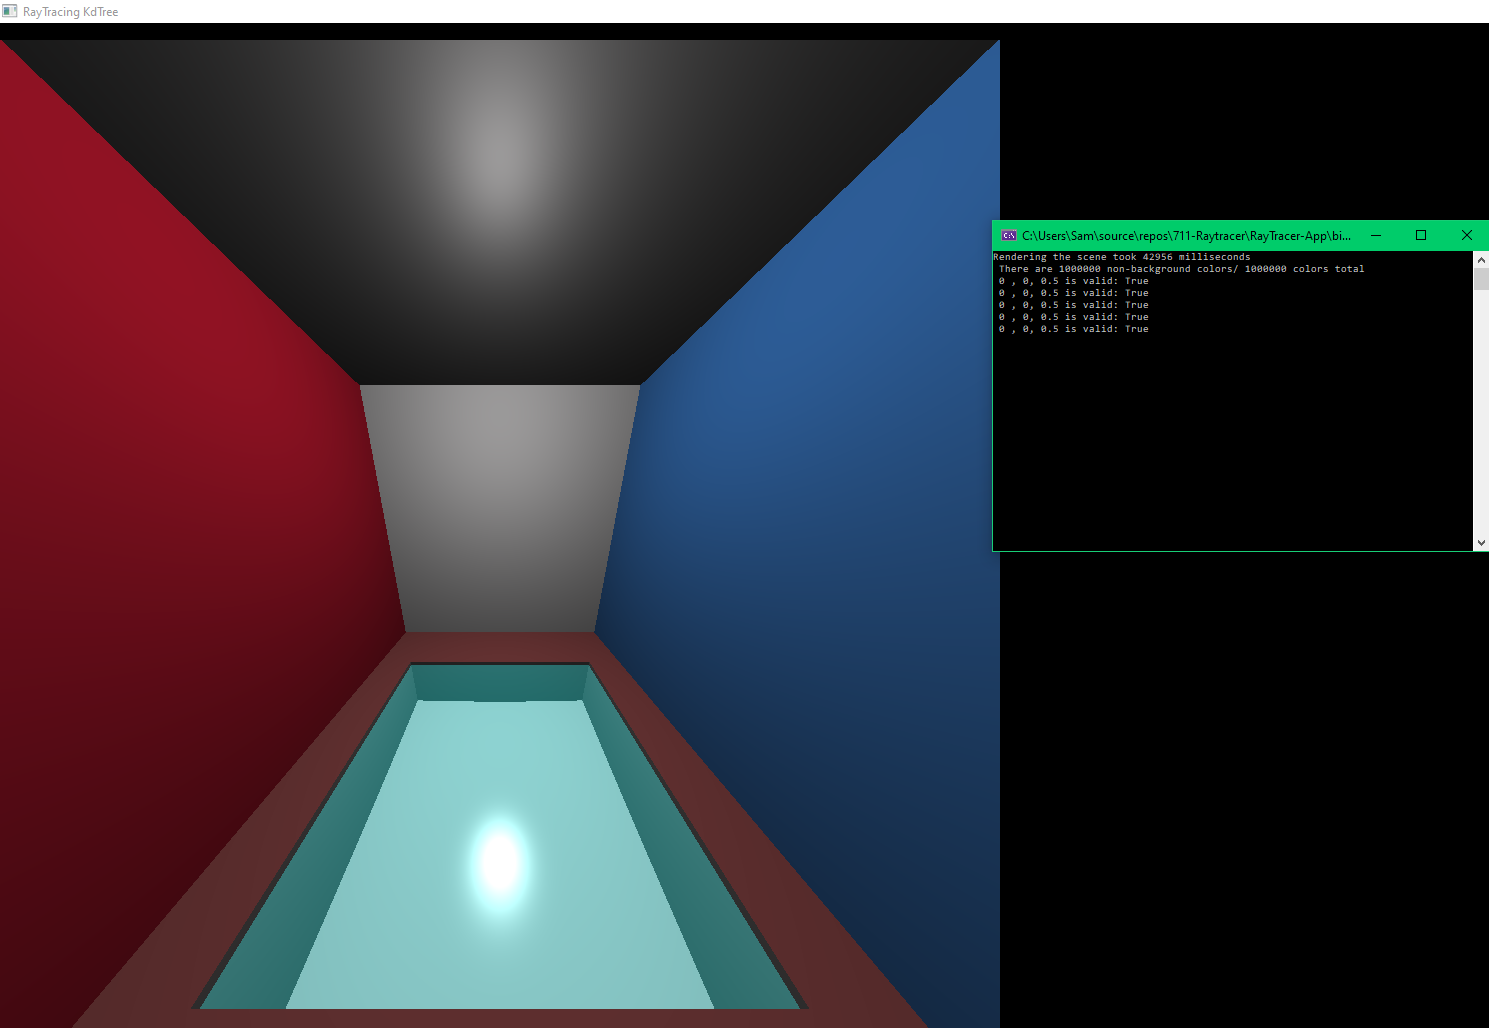 RayTracing KdTree
C:\Users\Sam\source\repos\711-Raytracer\RayTracer-App\bi...
Rendering the scene took 42956 milliseconds
There are 1000000 non-background colors/ 1000000 colors total
0 , 0, 0.5 is valid: True
0 , 0, 0.5 is valid: True
0 , 0, 0.5 is valid: True
0 , 0, 0.5 is valid: True
0 , 0, 0.5 is valid: True